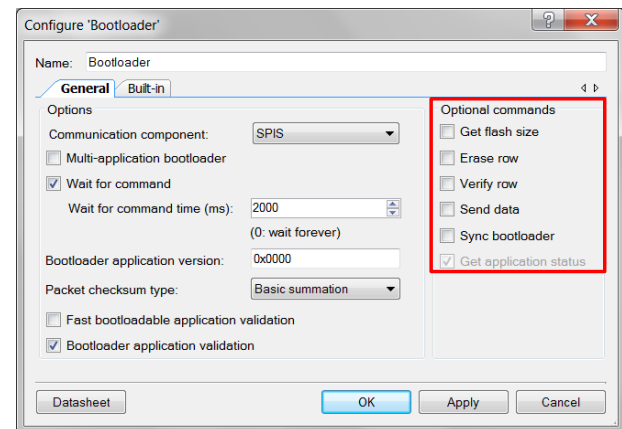 Configure 'Bootloader'
Name: Bootloader
General Built-in
Options
Communication component: SPIS
Multi-application bootloader
Wait for command
Wait for command time (ms): 2000
(0: wait forever)
Bootloader application version: 0x0000
Packet checksum type: Basic summation
Fast bootloadable application validation
Bootloader application validation
Optional commands
Get flash size
Erase row
Verify row
Send data
Sync bootloader
Get application status
Datasheet OK Apply Cancel